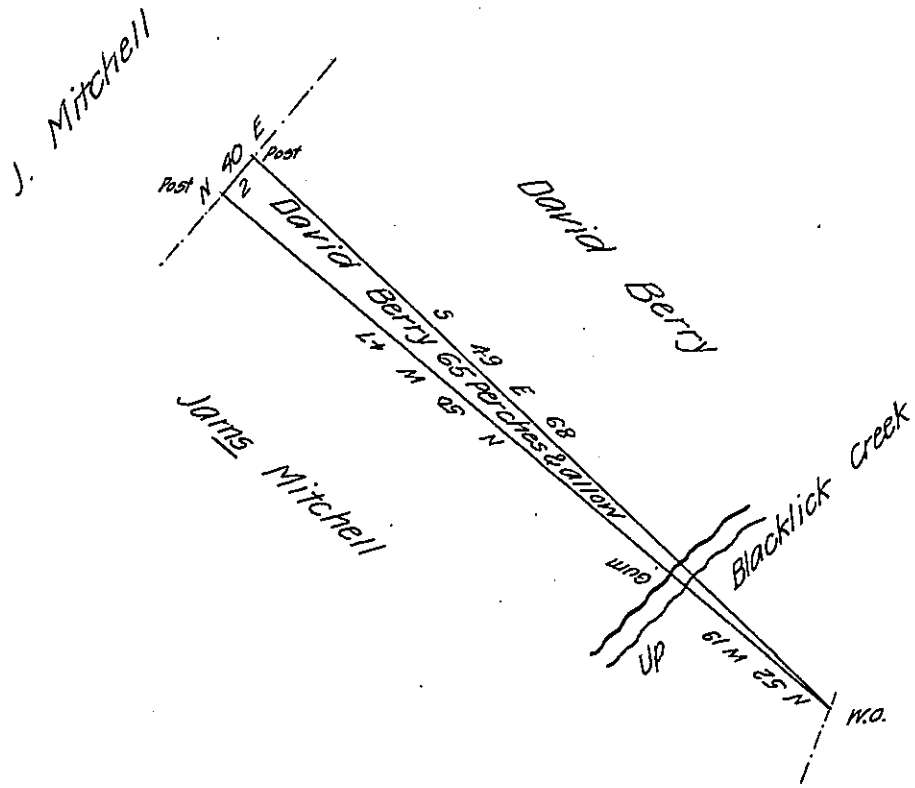 J. Mitchell
N 40 E
2
Post
Post
David Berry 65 perches & allow
David Berry
S 49 E 68
N 50 W 47
Jams Mitchell
Gum
Blacklick Creek
UP
N 52 W 19
W.O.